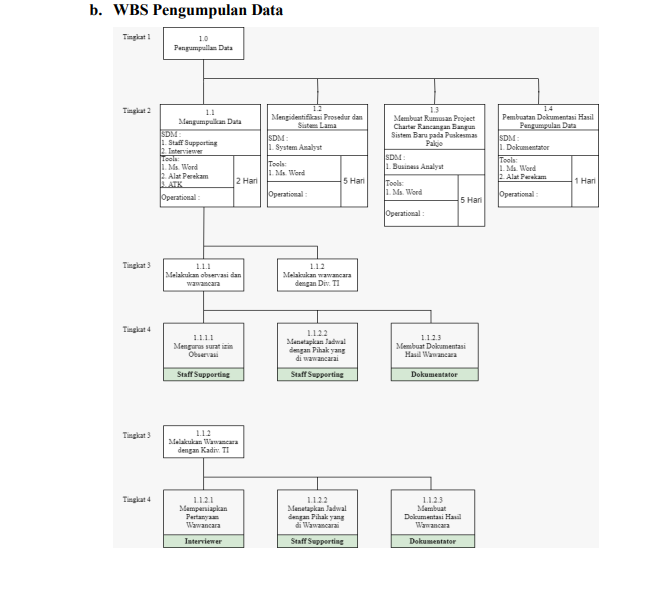 b. WBS Pengumpulan Data
Tingkat 1
1.0
Pengumpullan Data
Tingkat 2
1.1
Mengumpulkan Data
SDM :
1. Staff Supporting
2. Interviewer
Tools:
1. Ms. Word
2. Alat Perekam
3. ATK
Operational :
2 Hari
1.2
Mengidentifikasi Prosedur dan
Sistem Lama
SDM :
1. System Analyst
Tools:
1. Ms. Word
Operational :
5 Hari
1.3
Membuat Rumusan Project
Charter Rancangan Bangun
Sistem Baru pada Puskesmas
Pakjo
SDM :
1. Business Analyst
Tools:
1. Ms. Word
Operational :
5 Hari
1.4
Pembuatan Dokumentasi Hasil
Pengumpulan Data
SDM :
1. Dokumentator
Tools:
1. Ms. Word
2. Alat Perekam
Operational :
1 Hari
Tingkat 3
1.1.1
Melakukan observasi dan
wawancara
1.1.2
Melakukan wawancara
dengan Div. TI
Tingkat 4
1.1.1.1
Mengurus surat izin
Observasi
Staff Supporting
1.1.2.2
Menetapkan Jadwal
dengan Pihak yang
di wawancarai
Staff Supporting
1.1.2.3
Membuat Dokumentasi
Hasil Wawancara
Dokumentator
Tingkat 3
1.1.2
Melakukan Wawancara
dengan Kadiv. TI
Tingkat 4
1.1.2.1
Mempersiapkan
Pertanyaan
Wawancara
Interviewer
1.1.2.2
Menetapkan Jadwal
dengan Pihak yang
di Wawancarai
Staff Supporting
1.1.2.3
Membuat
Dokumentasi Hasil
Wawancara
Dokumentator